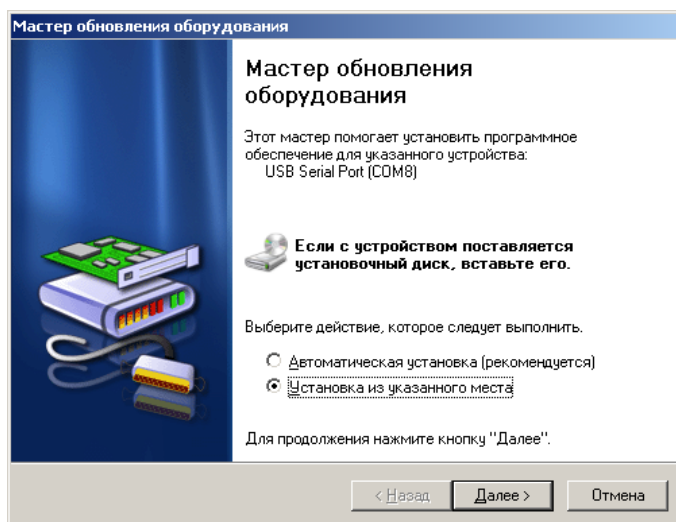 Мастер обновления оборудования
Мастер обновления
оборудования
Этот мастер помогает установить программное
обеспечение для указанного устройства:
USB Serial Port (COM8)
Если с устройством поставляется
установочный диск, вставьте его.
Выберите действие, которое следует выполнить.
Автоматическая установка (рекомендуется)
Установка из указанного места
Для продолжения нажмите кнопку "Далее".
< Назад
Далее >
Отмена